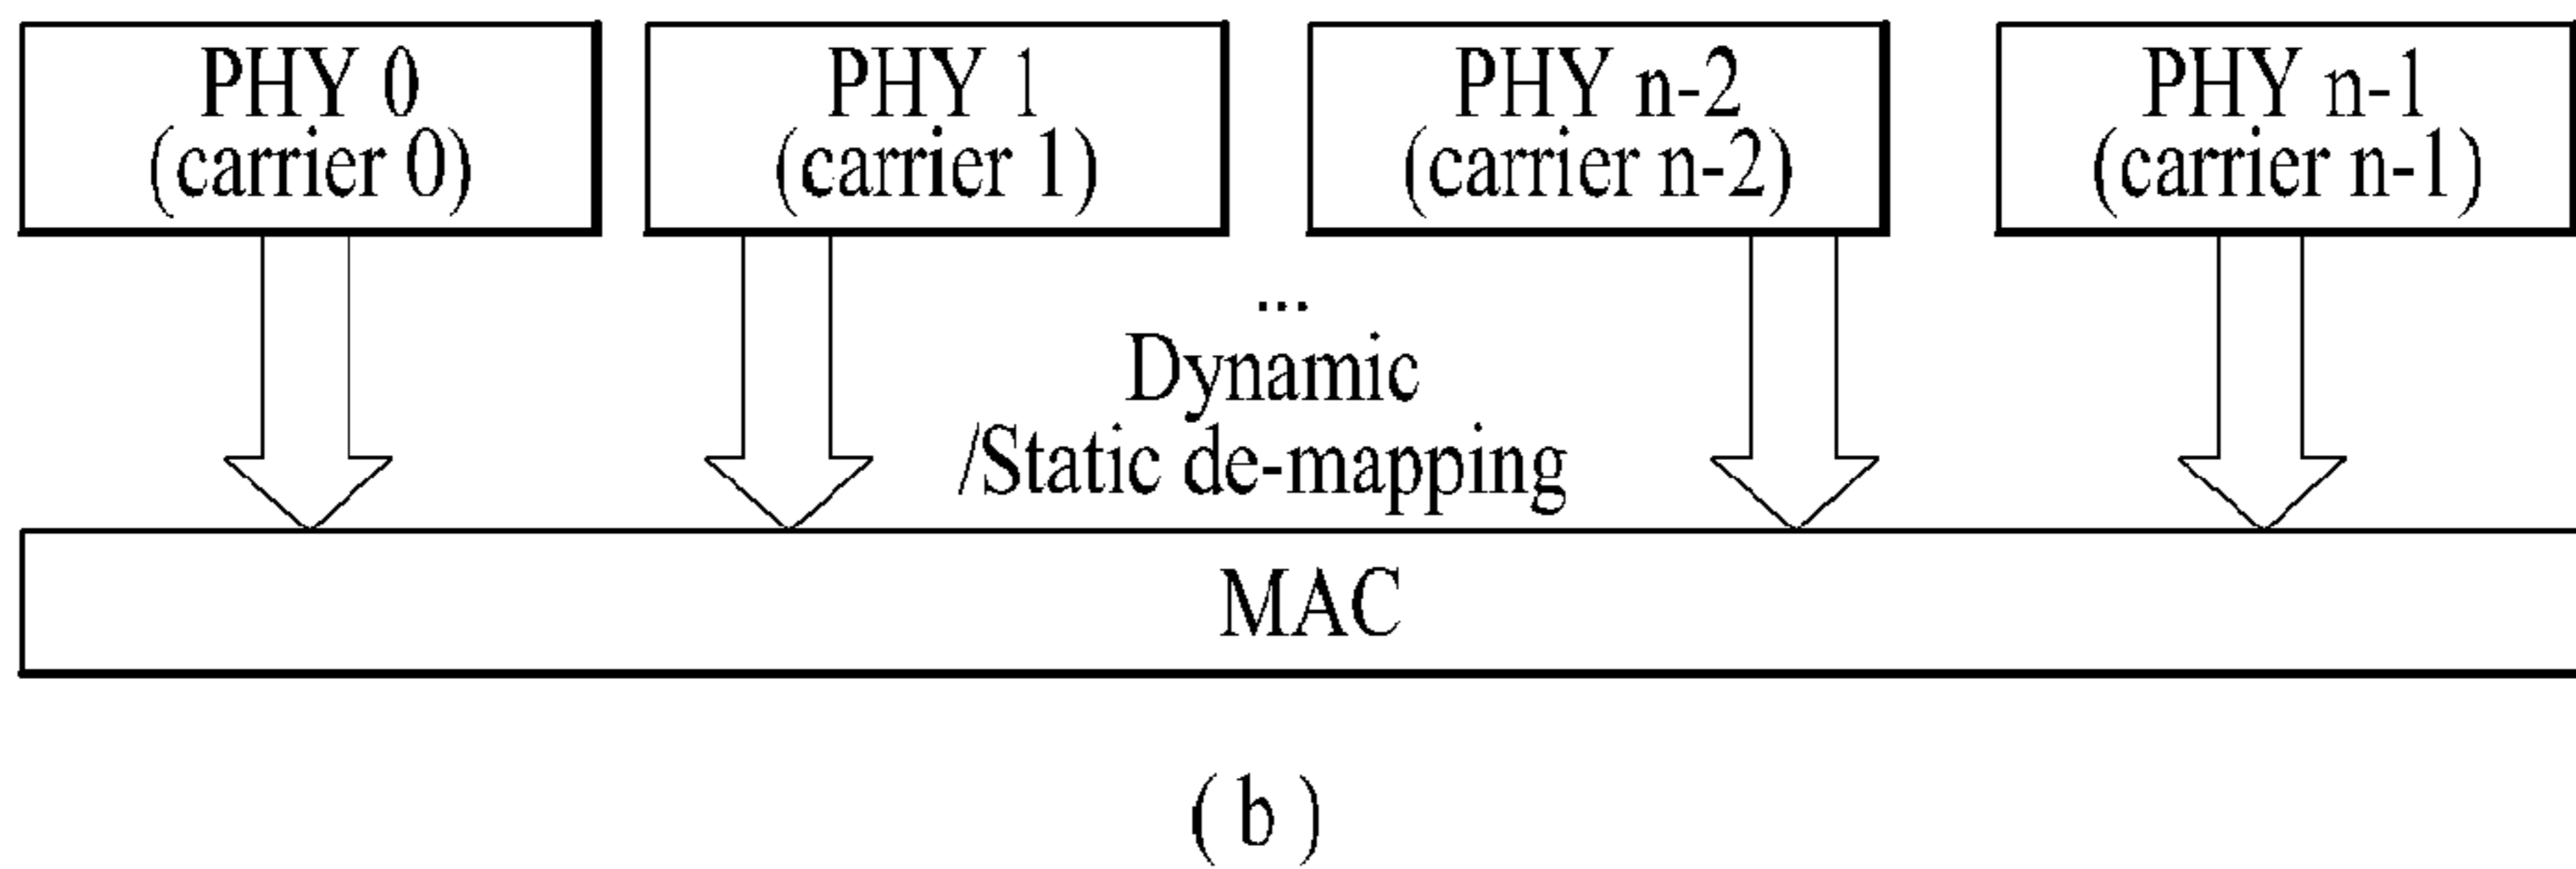 PHY 0
(carrier 0)
PHY 1
(carrier 1)
PHY n-2
(carrier n-2)
PHY n-1
(carrier n-1)
...
Dynamic
/Static de-mapping
MAC
( b )